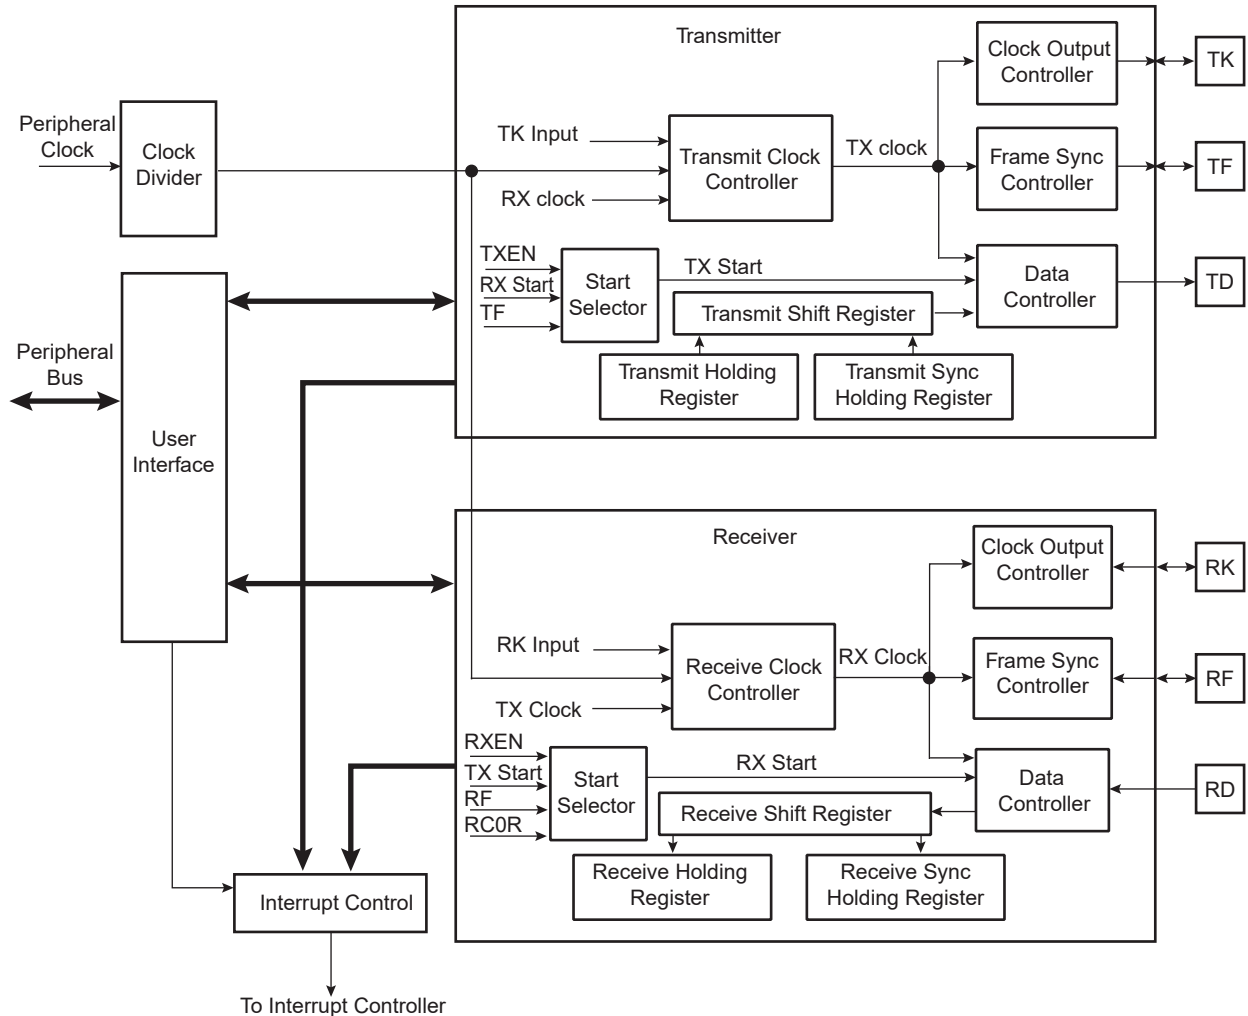 Transmitter
Clock Output
Controller
TK
Peripheral
Clock
Clock
Divider
TK Input
RX clock
Transmit Clock
Controller
TX clock
Frame Sync
Controller
TF
TXEN
RX Start
TF
Start
Selector
TX Start
Data
Controller
TD
Transmit Shift Register
Transmit Holding
Register
Transmit Sync
Holding Register
Peripheral
Bus
User
Interface
Receiver
Clock Output
Controller
RK
RK Input
TX Clock
Receive Clock
Controller
RX Clock
Frame Sync
Controller
RF
RXEN
TX Start
RF
RC0R
Start
Selector
RX Start
Data
Controller
RD
Receive Shift Register
Receive Holding
Register
Receive Sync
Holding Register
Interrupt Control
To Interrupt Controller